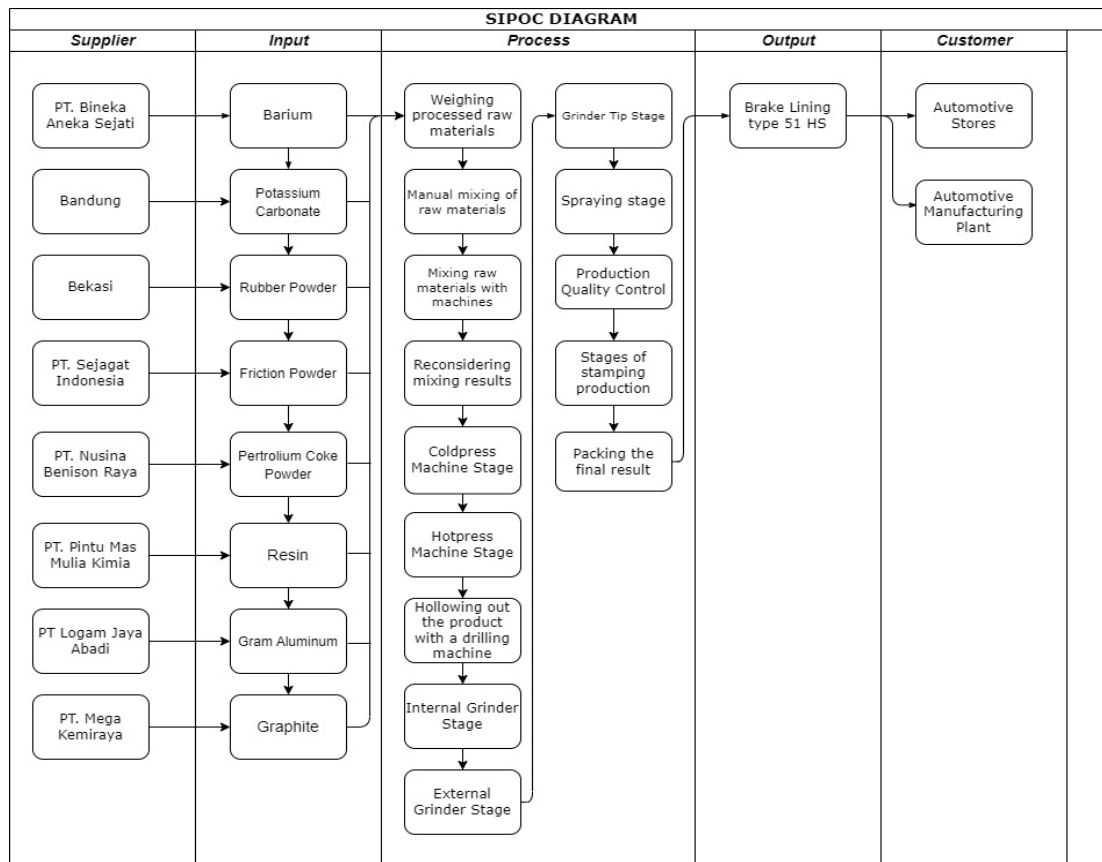 SIPOC DIAGRAM
Supplier
Input
Process
Output
Customer
PT. Bineka
Aneka Sejati
Bandung
Bekasi
PT. Sejagat
Indonesia
PT. Nusina
Benison Raya
PT. Pintu Mas
Mulia Kimia
PT Logam Jaya
Abadi
PT. Mega
Kemiraya
Barium
Potassium
Carbonate
Rubber Powder
Friction Powder
Pertrolium Coke
Powder
Resin
Gram Aluminum
Graphite
Weighing
processed raw
materials
Manual mixing of
raw materials
Mixing raw
materials with
machines
Reconsidering
mixing results
Coldpress
Machine Stage
Hotpress
Machine Stage
Hollowing out
the product
with a drilling
machine
Internal Grinder
Stage
External
Grinder Stage
Grinder Tip Stage
Spraying stage
Production
Quality Control
Stages of
stamping
production
Packing the
final result
Brake Lining
type 51 HS
Automotive
Stores
Automotive
Manufacturing
Plant